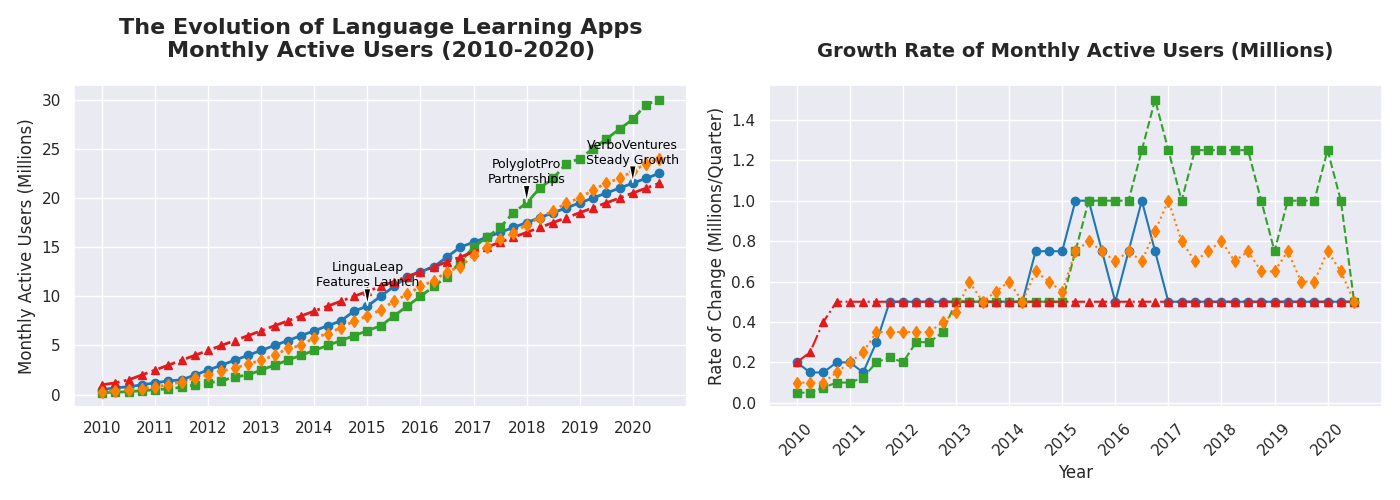 The Evolution of Language Learning Apps
Monthly Active Users (2010-2020)
Monthly Active Users (Millions)
30
25
20
15
10
5
0
LinguaLeap
Features Launch
PolyglotPro
Partnerships
VerboVentures
Steady Growth
2010 2011 2012 2013 2014 2015 2016 2017 2018 2019 2020
Growth Rate of Monthly Active Users (Millions)
Rate of Change (Millions/Quarter)
1.4
1.2
1.0
0.8
0.6
0.4
0.2
0.0
2010 2011 2012 2013 2014 2015 2016 2017 2018 2019 2020
Year